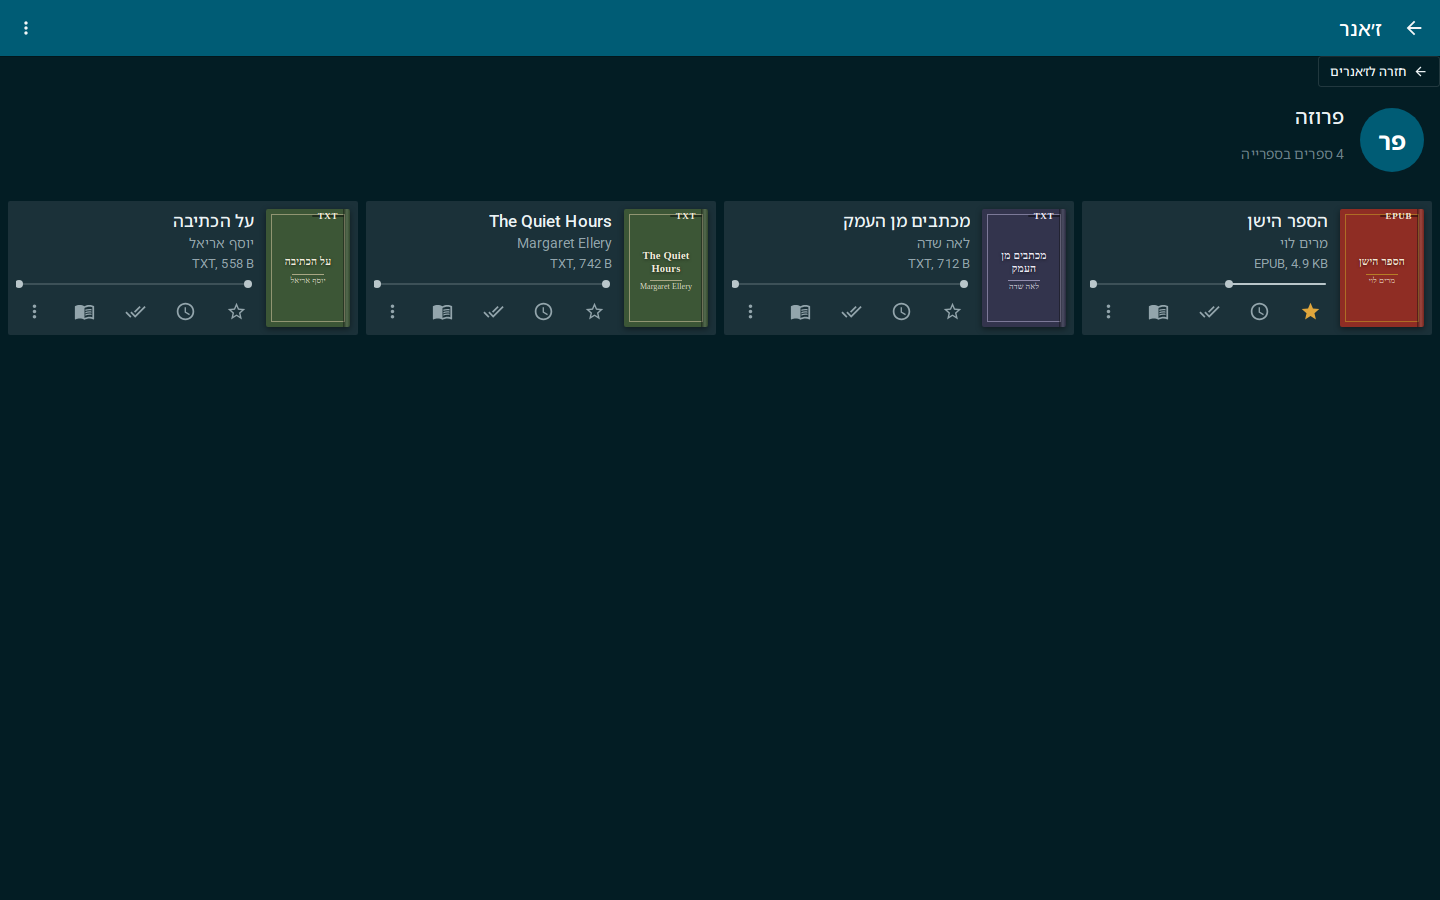 ז'אנר
חזרה לז'אנרים
פר
פרוזה
4 ספרים בספרייה
EPUB
הספר הישן
מרים לוי
הספר הישן
מרים לוי
EPUB, 4.9 KB
TXT
מכתבים מן
העמק
לאה שדה
מכתבים מן העמק
לאה שדה
TXT, 712 B
TXT
The Quiet
Hours
Margaret Ellery
The Quiet Hours
Margaret Ellery
TXT, 742 B
TXT
על הכתיבה
יוסף אריאל
על הכתיבה
יוסף אריאל
TXT, 558 B